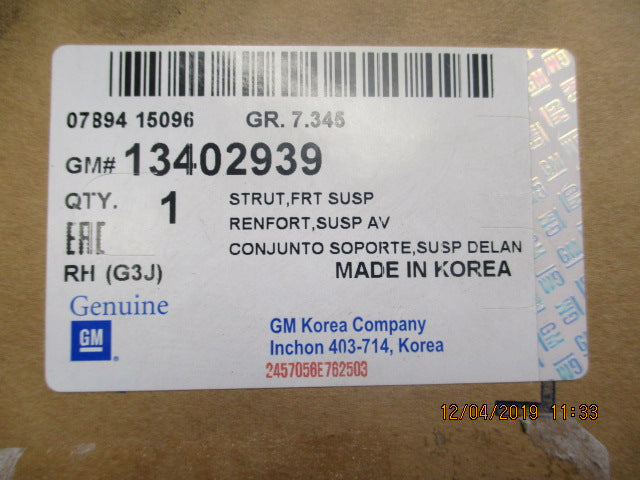 07894 15096 GR. 7.345
GM# 13402939
QTY. 1
STRUT,FRT SUSP
RENFORT,SUSP AV
EAC
CONJUNTO SOPORTE,SUSP DELAN
RH (G3J)
MADE IN KOREA
Genuine
GM
GM Korea Company
Inchon 403-714, Korea
2457056E762503
12/04/2019 11:33